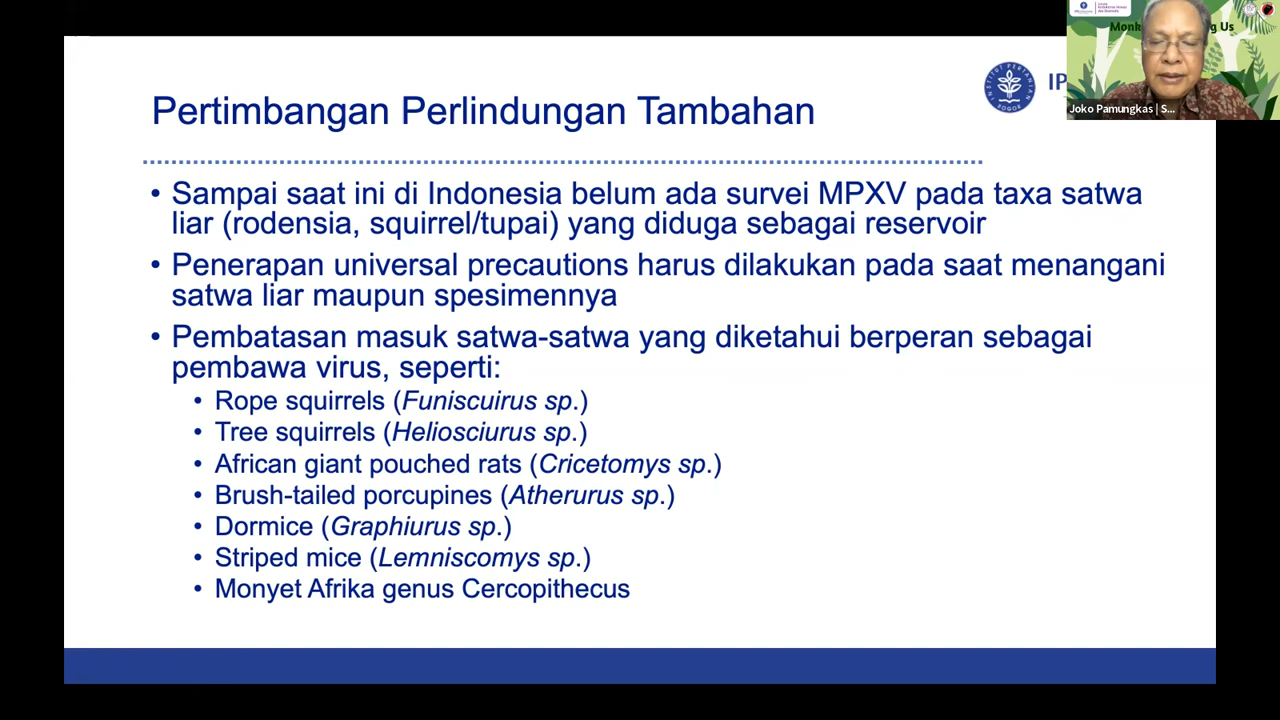 Pertimbangan Perlindungan Tambahan
INSTITUT PERTANIAN
BOGOR
IP
Us
Joko Pamungkas | S...
• Sampai saat ini di Indonesia belum ada survei MPXV pada taxa satwa
liar (rodensia, squirrel/tupai) yang diduga sebagai reservoir
• Penerapan universal precautions harus dilakukan pada saat menangani
satwa liar maupun spesimennya
• Pembatasan masuk satwa-satwa yang diketahui berperan sebagai
pembawa virus, seperti:
• Rope squirrels (Funiscuirus sp.)
• Tree squirrels (Heliosciurus sp.)
• African giant pouched rats (Cricetomys sp.)
• Brush-tailed porcupines (Atherurus sp.)
• Dormice (Graphiurus sp.)
• Striped mice (Lemniscomys sp.)
• Monyet Afrika genus Cercopithecus